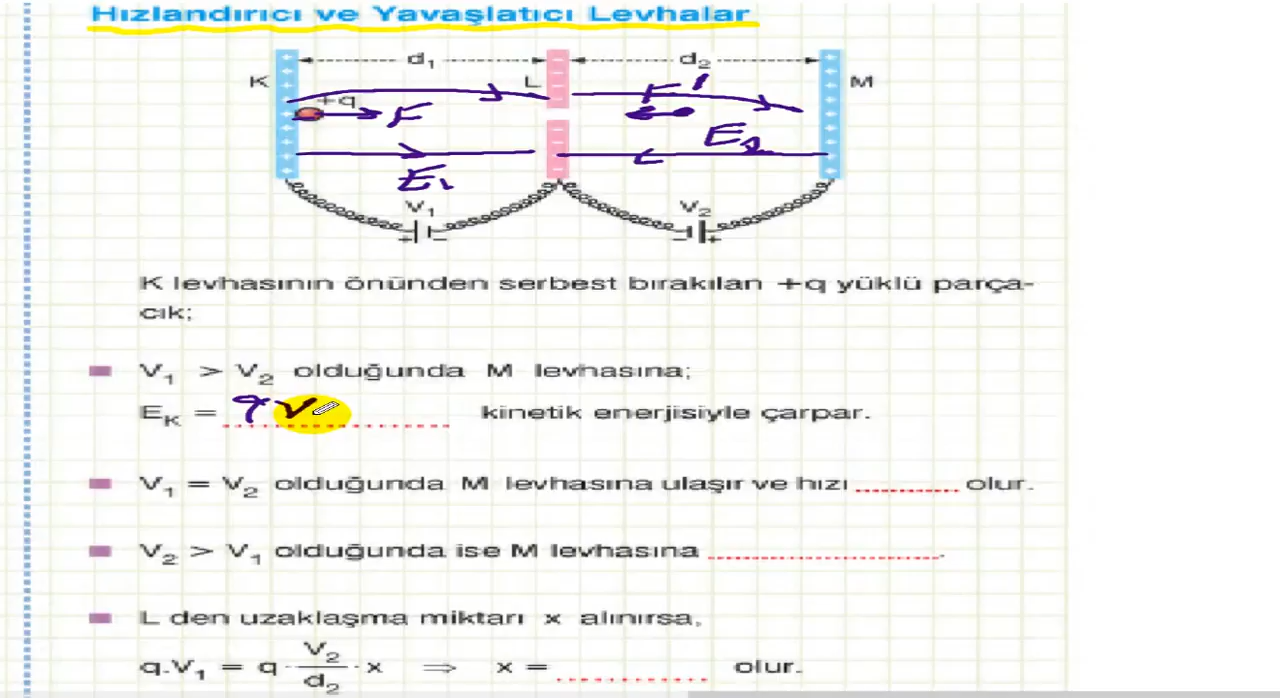 Hızlandırıcı ve Yavaşlatıcı Levhalar
d₁ d₂
K L M
+q F F'
E₁ E₂
V₁ V₂
+ − − +
K levhasının önünden serbest bırakılan +q yüklü parça-
cık;
V₁ > V₂ olduğunda M levhasına;
Eₖ = qV kinetik enerjisiyle çarpar.
V₁ = V₂ olduğunda M levhasına ulaşır ve hızı .......... olur.
V₂ > V₁ olduğunda ise M levhasına ..........................
L den uzaklaşma miktarı x alınırsa,
q.V₁ = q · V₂/d₂ · x ⇒ x = ................ olur.